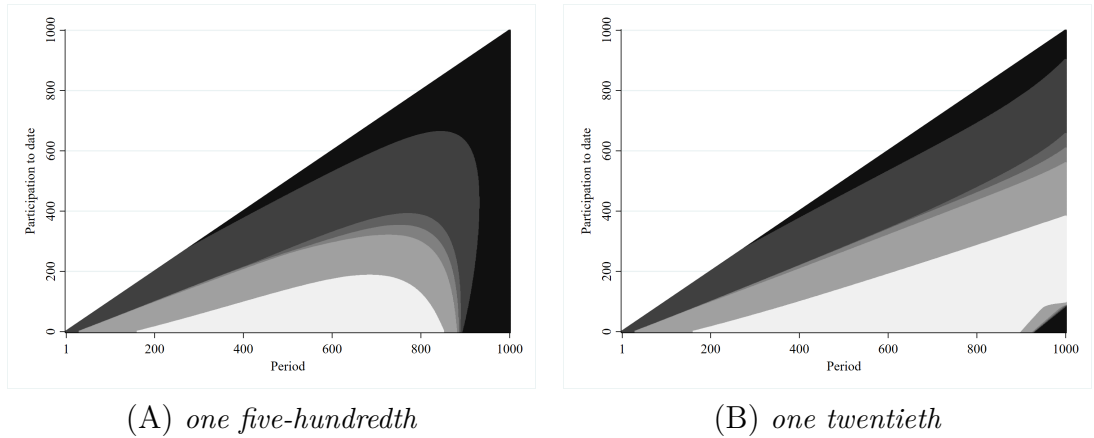 Participation to date
1000
800
600
400
200
0
1 200 400 600 800 1000
Period
(A) one five-hundredth
Participation to date
1000
800
600
400
200
0
1 200 400 600 800 1000
Period
(B) one twentieth